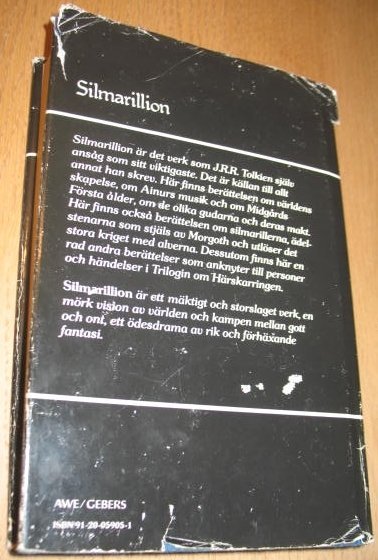 Silmarillion
Silmarillion är det verk som J.R.R. Tolkien själv
ansåg som sitt viktigaste. Det är källan till allt
annat han skrev. Här finns berättelsen om världens
skapelse, om Ainurs musik och om Midgårds
Första ålder, om de olika gudarna och deras makt.
Här finns också berättelsen om silmarillerna, ädel-
stenarna som stjäls av Morgoth och utlöser det
stora kriget med alverna. Dessutom finns här en
rad andra berättelser som anknyter till personer
och händelser i Trilogin om Härskarringen.
Silmarillion är ett mäktigt och storslaget verk, en
mörk vision av världen och kampen mellan gott
och ont, ett ödesdrama av rik och förhäxande
fantasi.
AWE/GEBERS
ISBN 91-20-05905-1